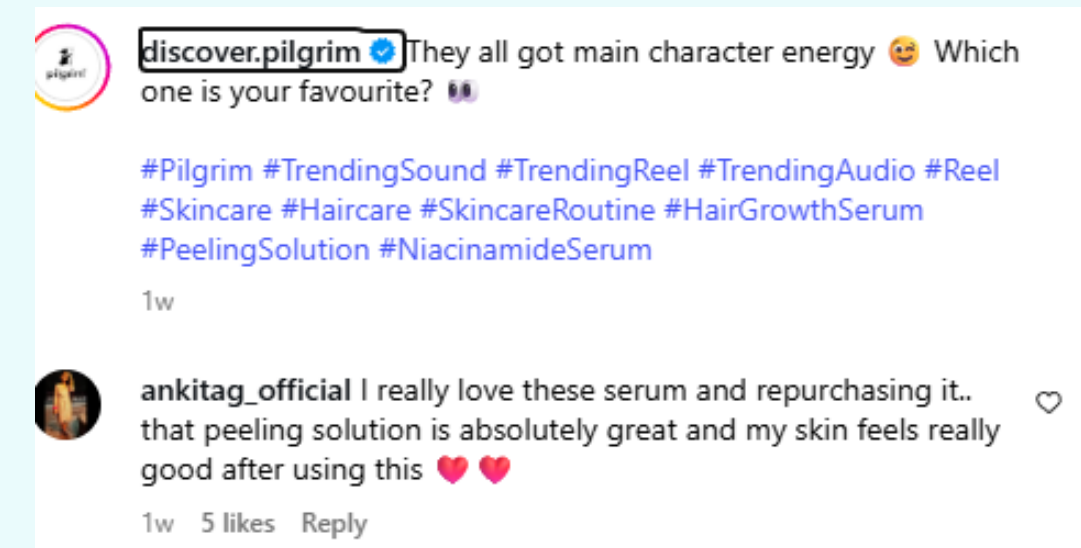 discover.pilgrim They all got main character energy 😉 Which
one is your favourite? 👀
#Pilgrim #TrendingSound #TrendingReel #TrendingAudio #Reel
#Skincare #Haircare #SkincareRoutine #HairGrowthSerum
#PeelingSolution #NiacinamideSerum
1w
pilgrim
ankitag_official I really love these serum and repurchasing it..
that peeling solution is absolutely great and my skin feels really
good after using this ❤️ ❤️
1w 5 likes Reply